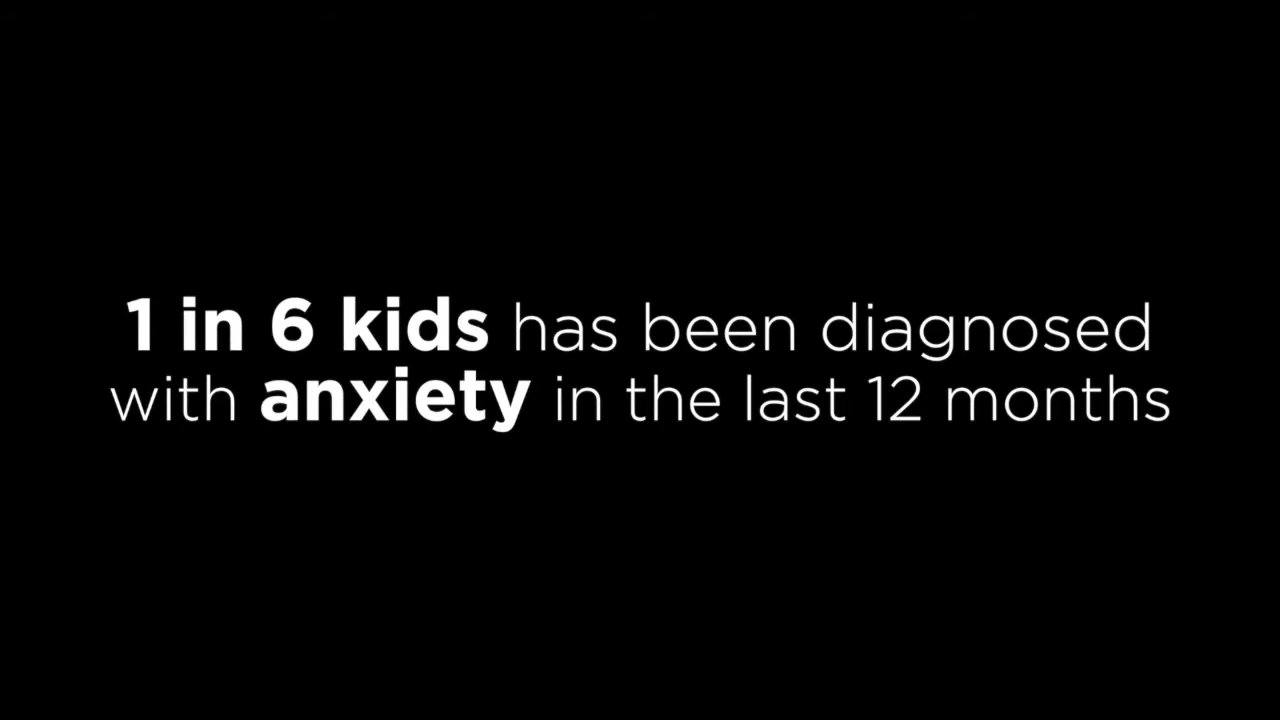 1 in 6 kids has been diagnosed
with anxiety in the last 12 months